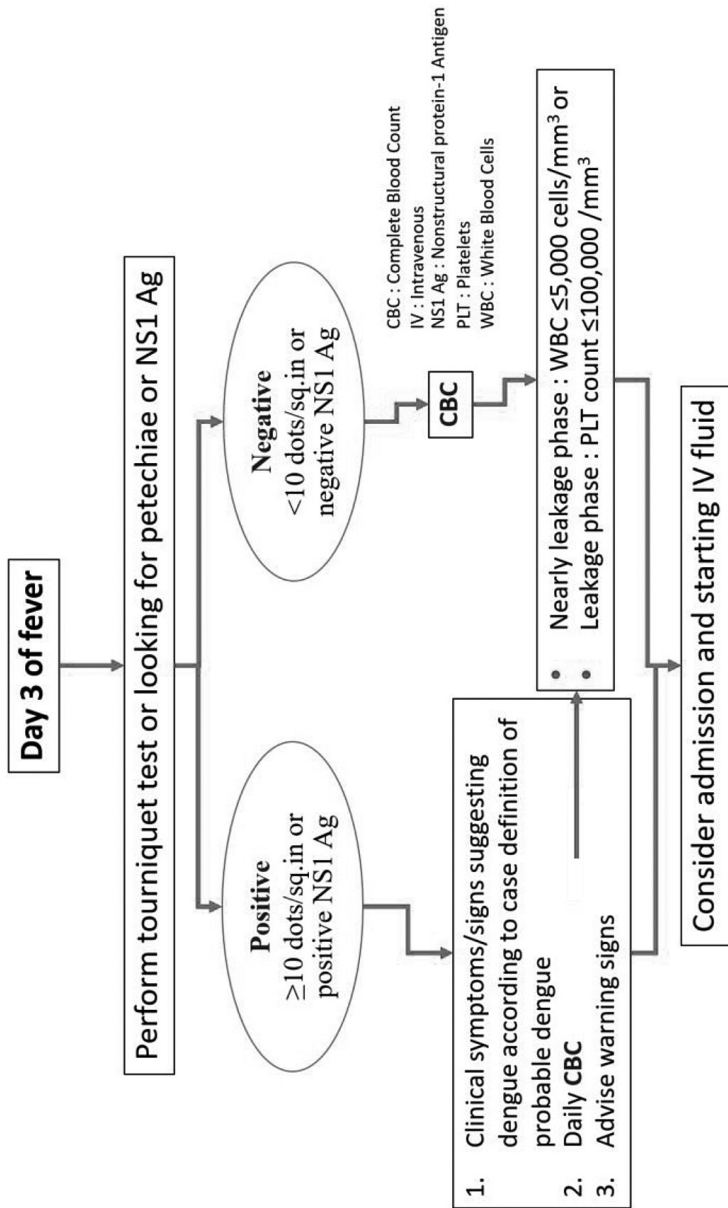 Day 3 of fever
Perform tourniquet test or looking for petechiae or NS1 Ag
Positive
≥10 dots/sq.in or
positive NS1 Ag
Negative
<10 dots/sq.in or
negative NS1 Ag
CBC
CBC : Complete Blood Count
IV : Intravenous
NS1 Ag : Nonstructural protein-1 Antigen
PLT : Platelets
WBC : White Blood Cells
1. Clinical symptoms/signs suggesting
dengue according to case definition of
probable dengue
2. Daily CBC
3. Advise warning signs
• Nearly leakage phase : WBC ≤5,000 cells/mm³ or
• Leakage phase : PLT count ≤100,000 /mm³
Consider admission and starting IV fluid